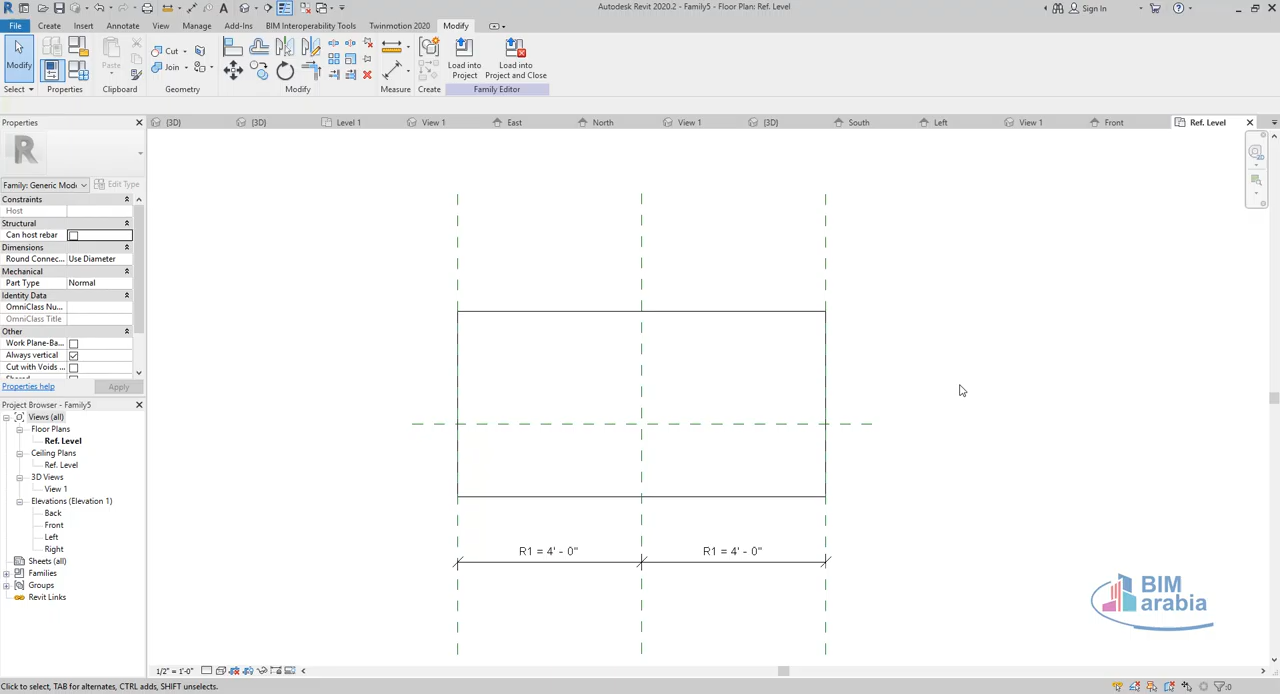 Autodesk Revit 2020.2 - Family5 - Floor Plan: Ref. Level
Sign In
File Create Insert Annotate View Manage Add-Ins BIM Interoperability Tools Twinmotion 2020 Modify
Modify
Paste
Cut
Join
Load into
Project
Load into
Project and Close
Select Properties Clipboard Geometry Modify Measure Create Family Editor
Properties
{3D} {3D} Level 1 View 1 East North View 1 {3D} South Left View 1 Front Ref. Level
Family: Generic Mode
Edit Type
Constraints
Host
Structural
Can host rebar
Dimensions
Round Connec... Use Diameter
Mechanical
Part Type Normal
Identity Data
OmniClass Nu...
OmniClass Title
Other
Work Plane-Ba...
Always vertical
Cut with Voids ...
Properties help Apply
Project Browser - Family5
Views (all)
Floor Plans
Ref. Level
Ceiling Plans
Ref. Level
3D Views
View 1
Elevations (Elevation 1)
Back
Front
Left
Right
Sheets (all)
Families
Groups
Revit Links
R1 = 4' - 0" R1 = 4' - 0"
BIM
arabia
1/2" = 1'-0"
Click to select, TAB for alternates, CTRL adds, SHIFT unselects.
:0